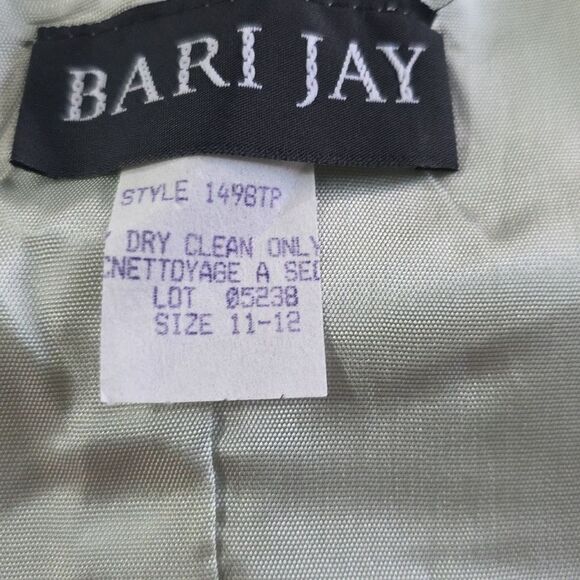 BARI JAY
STYLE 1498TP
DRY CLEAN ONLY
NETTOYAGE A SEC
LOT 05238
SIZE 11-12